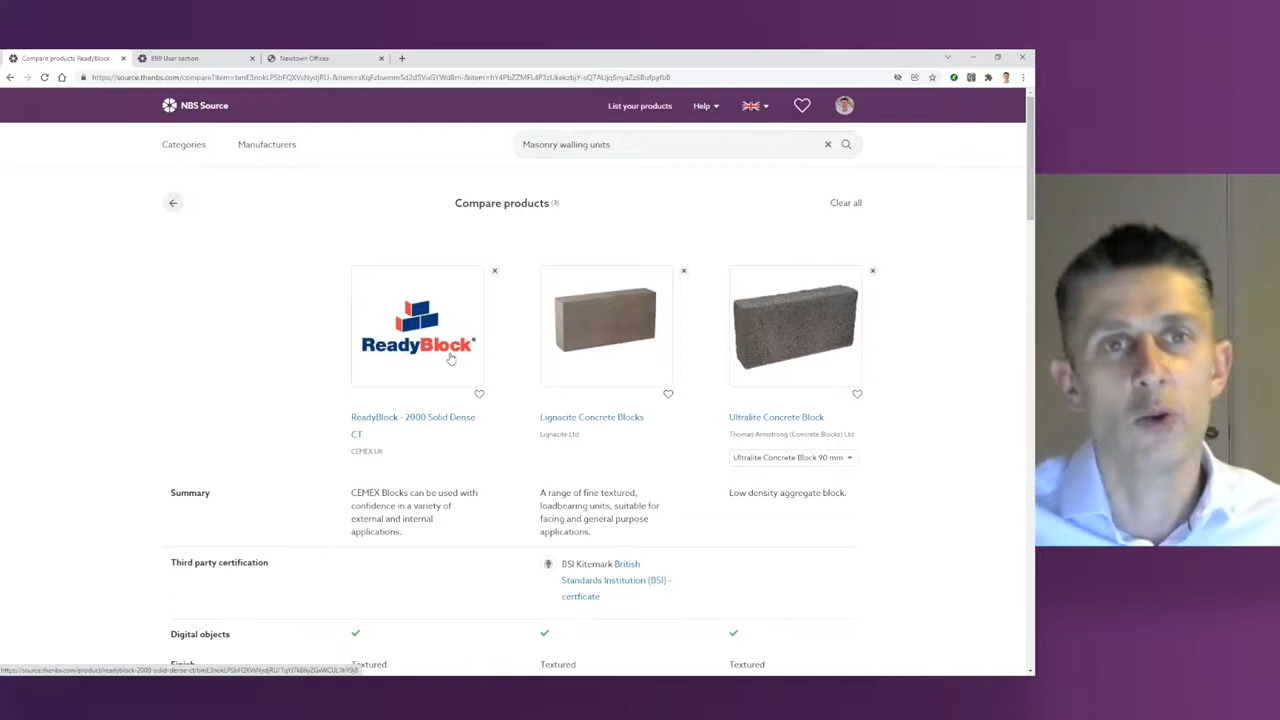 Compare products ReadyBlock -
899 User section
Newtown Offices
NBS Source
List your products
Help
Categories
Manufacturers
Masonry walling units
Compare products (3)
Clear all
ReadyBlock
ReadyBlock - 2000 Solid Dense
CT
CEMEX UK
Lignacite Concrete Blocks
Lignacite Ltd
Ultralite Concrete Block
Thomas Armstrong (Concrete Blocks) Ltd
Ultralite Concrete Block 90 mm
Summary
CEMEX Blocks can be used with
confidence in a variety of
external and internal
applications.
A range of fine textured,
loadbearing units, suitable for
facing and general purpose
applications.
Low density aggregate block.
Third party certification
BSI Kitemark British
Standards Institution (BSI) -
certficate
Digital objects
Finish
Textured
Textured
Textured